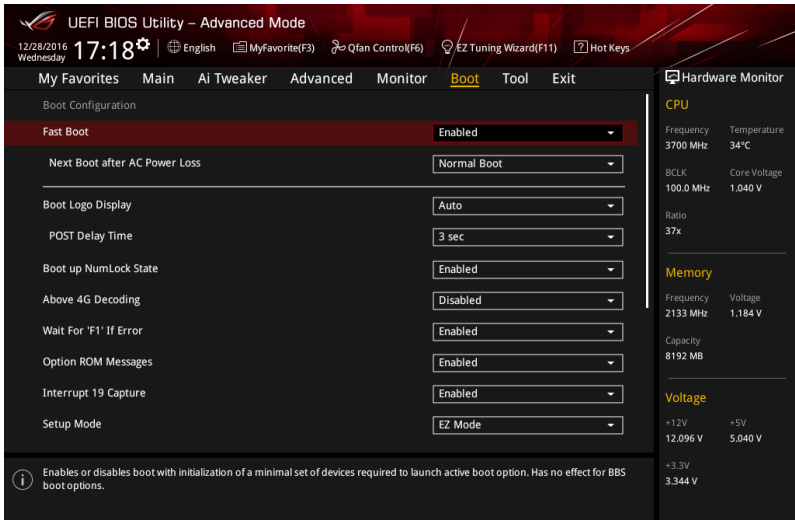 UEFI BIOS Utility – Advanced Mode
12/28/2016
Wednesday
17:18
English
MyFavorite(F3)
Qfan Control(F6)
EZ Tuning Wizard(F11)
?
Hot Keys
My Favorites Main Ai Tweaker Advanced Monitor Boot Tool Exit
Boot Configuration
Fast Boot Enabled
Next Boot after AC Power Loss Normal Boot
Boot Logo Display Auto
POST Delay Time 3 sec
Boot up NumLock State Enabled
Above 4G Decoding Disabled
Wait For 'F1' If Error Enabled
Option ROM Messages Enabled
Interrupt 19 Capture Enabled
Setup Mode EZ Mode
i
Enables or disables boot with initialization of a minimal set of devices required to launch active boot option. Has no effect for BBS
boot options.
Hardware Monitor
CPU
Frequency Temperature
3700 MHz 34°C
BCLK Core Voltage
100.0 MHz 1.040 V
Ratio
37x
Memory
Frequency Voltage
2133 MHz 1.184 V
Capacity
8192 MB
Voltage
+12V +5V
12.096 V 5.040 V
+3.3V
3.344 V